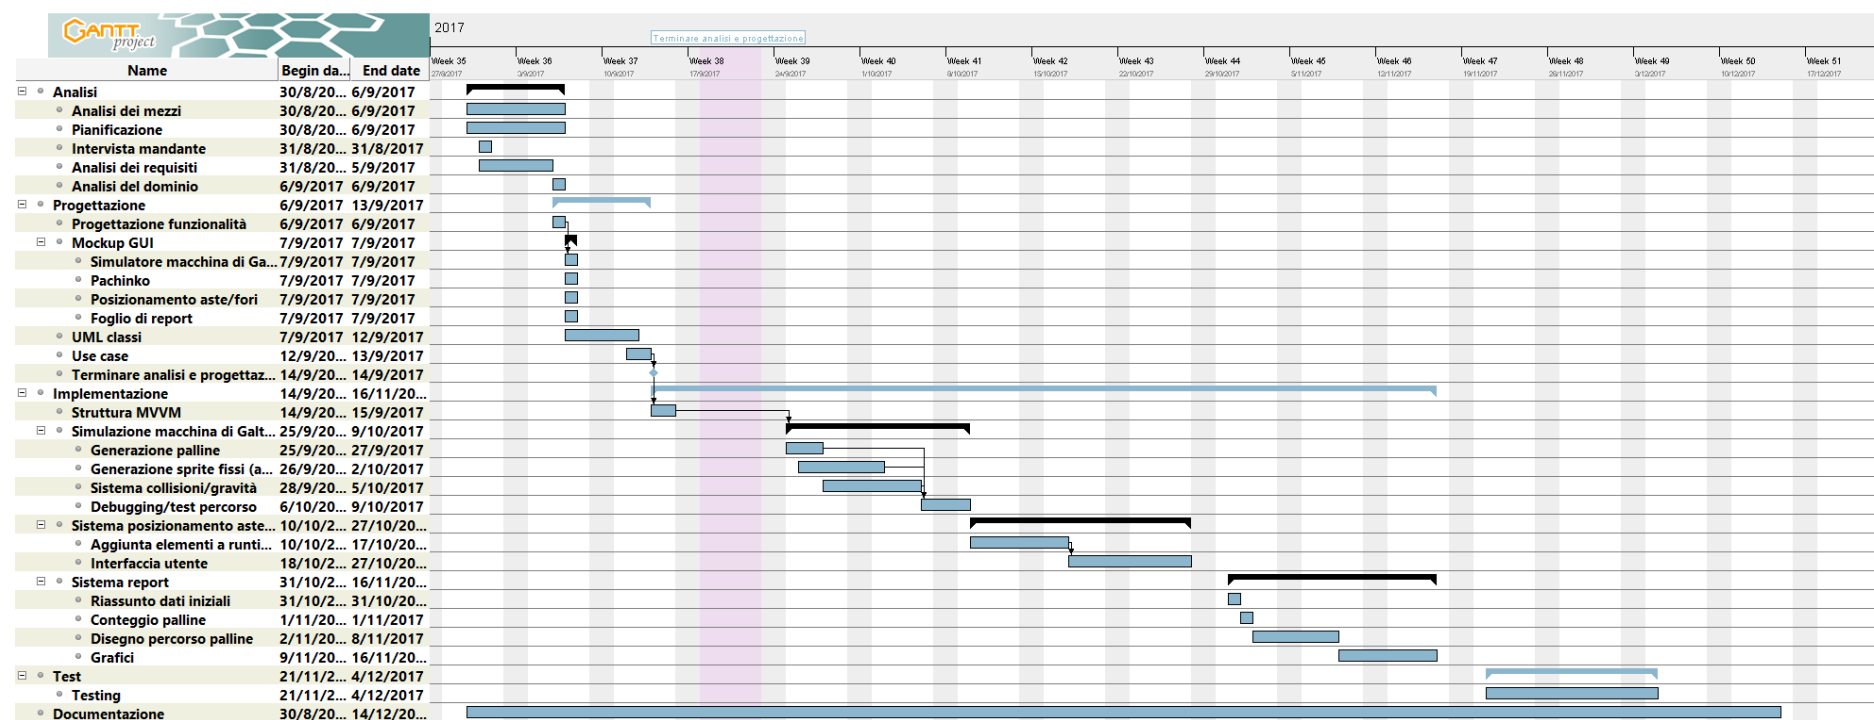 GANTT project
2017
Terminare analisi e progettazione
Name Begin da... End date
Week 35 Week 36 Week 37 Week 38 Week 39 Week 40 Week 41 Week 42 Week 43 Week 44 Week 45 Week 46 Week 47 Week 48 Week 49 Week 50 Week 51
27/8/2017 3/9/2017 10/9/2017 17/9/2017 24/9/2017 1/10/2017 8/10/2017 15/10/2017 22/10/2017 29/10/2017 5/11/2017 12/11/2017 19/11/2017 26/11/2017 3/12/2017 10/12/2017 17/12/2017
Analisi 30/8/20... 6/9/2017
Analisi dei mezzi 30/8/20... 6/9/2017
Pianificazione 30/8/20... 6/9/2017
Intervista mandante 31/8/20... 31/8/2017
Analisi dei requisiti 31/8/20... 5/9/2017
Analisi del dominio 6/9/2017 6/9/2017
Progettazione 6/9/2017 13/9/2017
Progettazione funzionalità 6/9/2017 6/9/2017
Mockup GUI 7/9/2017 7/9/2017
Simulatore macchina di Ga... 7/9/2017 7/9/2017
Pachinko 7/9/2017 7/9/2017
Posizionamento aste/fori 7/9/2017 7/9/2017
Foglio di report 7/9/2017 7/9/2017
UML classi 7/9/2017 12/9/2017
Use case 12/9/20... 13/9/2017
Terminare analisi e progettaz... 14/9/20... 14/9/2017
Implementazione 14/9/20... 16/11/20...
Struttura MVVM 14/9/20... 15/9/2017
Simulazione macchina di Galt... 25/9/20... 9/10/2017
Generazione palline 25/9/20... 27/9/2017
Generazione sprite fissi (a... 26/9/20... 2/10/2017
Sistema collisioni/gravità 28/9/20... 5/10/2017
Debugging/test percorso 6/10/20... 9/10/2017
Sistema posizionamento aste... 10/10/2... 27/10/20...
Aggiunta elementi a runti... 10/10/2... 17/10/20...
Interfaccia utente 18/10/2... 27/10/20...
Sistema report 31/10/2... 16/11/20...
Riassunto dati iniziali 31/10/2... 31/10/20...
Conteggio palline 1/11/20... 1/11/2017
Disegno percorso palline 2/11/20... 8/11/2017
Grafici 9/11/20... 16/11/20...
Test 21/11/2... 4/12/2017
Testing 21/11/2... 4/12/2017
Documentazione 30/8/20... 14/12/20...